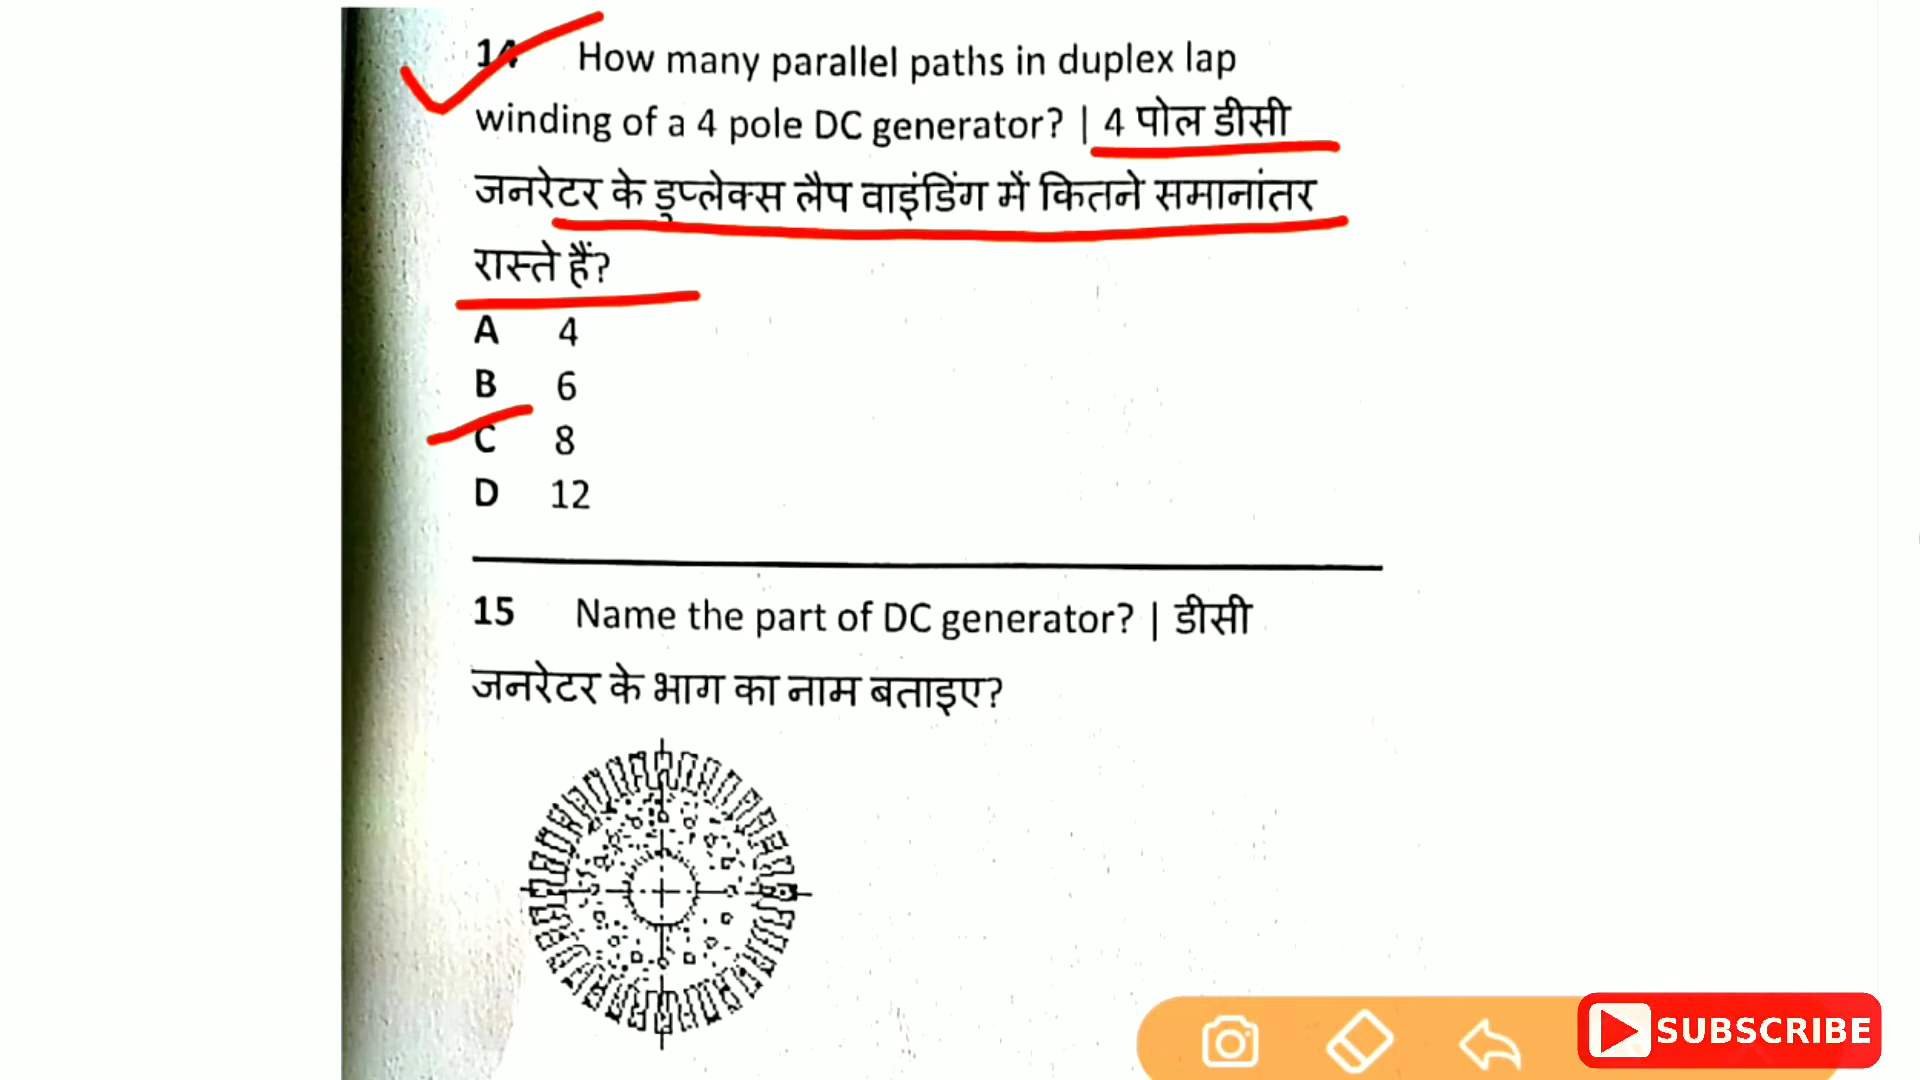 14 How many parallel paths in duplex lap
winding of a 4 pole DC generator? | 4 पोल डीसी
जनरेटर के डुप्लेक्स लैप वाइंडिंग में कितने समानांतर
रास्ते हैं?
A 4
B 6
C 8
D 12
15 Name the part of DC generator? | डीसी
जनरेटर के भाग का नाम बताइए?
SUBSCRIBE